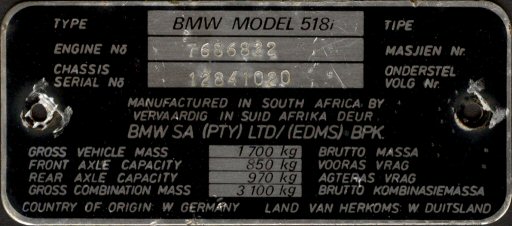 TYPE BMW MODEL 518i TIPE
ENGINE Nō 7686832 MASJIEN Nr.
CHASSIS SERIAL Nō 12841020 ONDERSTEL VOLG Nr.
MANUFACTURED IN SOUTH AFRICA BY
VERVAARDIG IN SUID AFRIKA DEUR
BMW SA (PTY) LTD/(EDMS) BPK.
GROSS VEHICLE MASS 1 700 kg BRUTTO MASSA
FRONT AXLE CAPACITY 850 kg VOORAS VRAG
REAR AXLE CAPACITY 970 kg AGTERAS VRAG
GROSS COMBINATION MASS 3 100 kg BRUTTO KOMBINASIEMASSA
COUNTRY OF ORIGIN W GERMANY LAND VAN HERKOMS W DUITSLAND